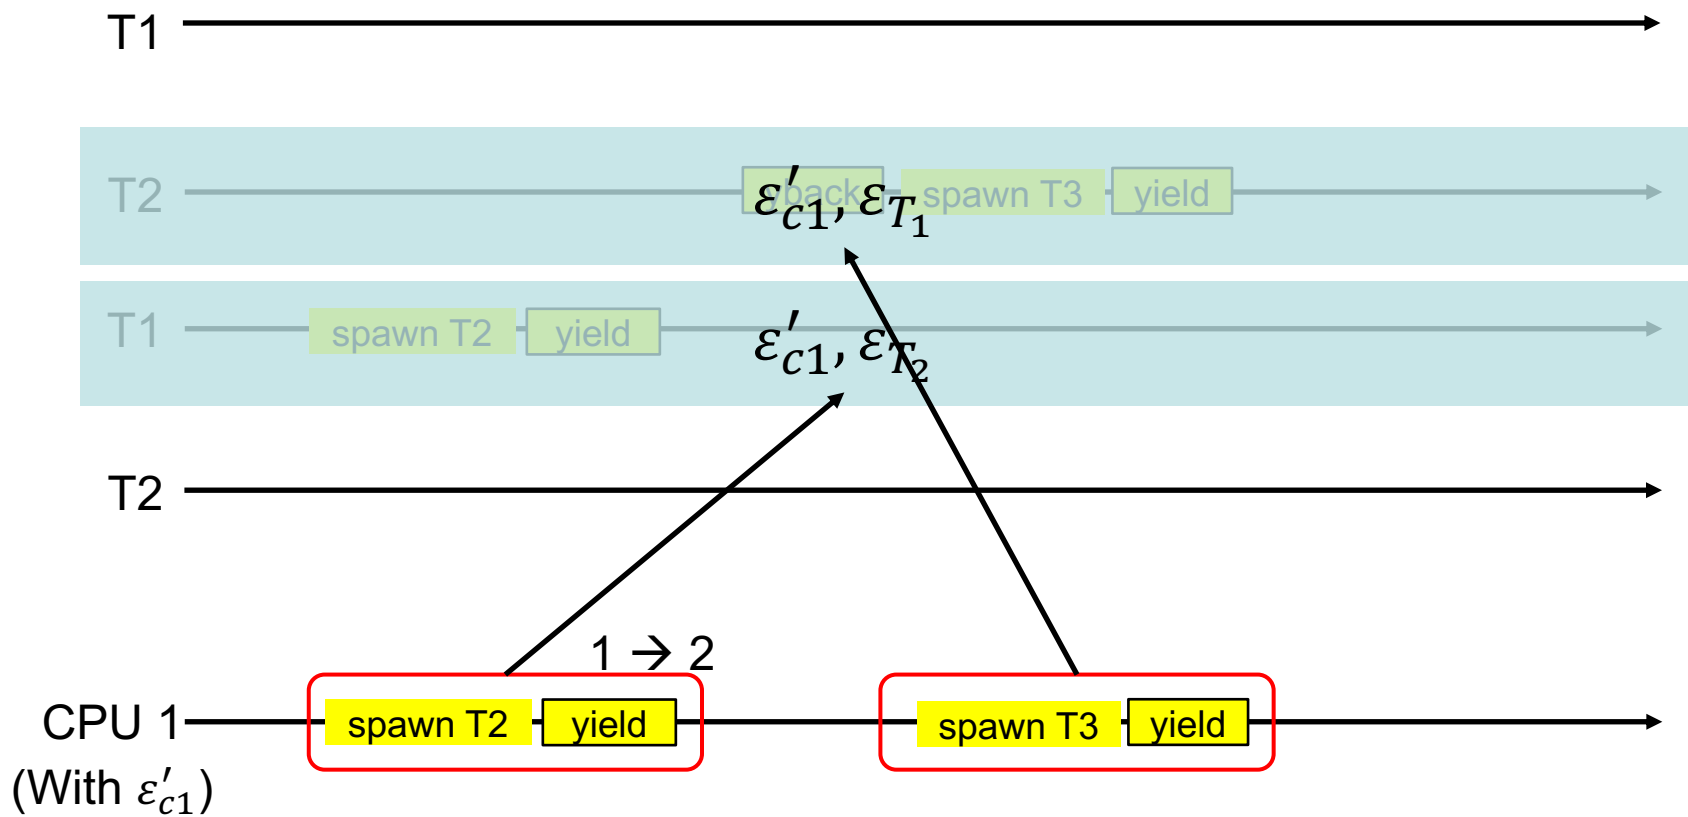 T1
T2 yback spawn T3 yield
ε′c1, εT1
T1 spawn T2 yield
ε′c1, εT2
T2
1 → 2
CPU 1 spawn T2 yield spawn T3 yield
(With ε′c1)